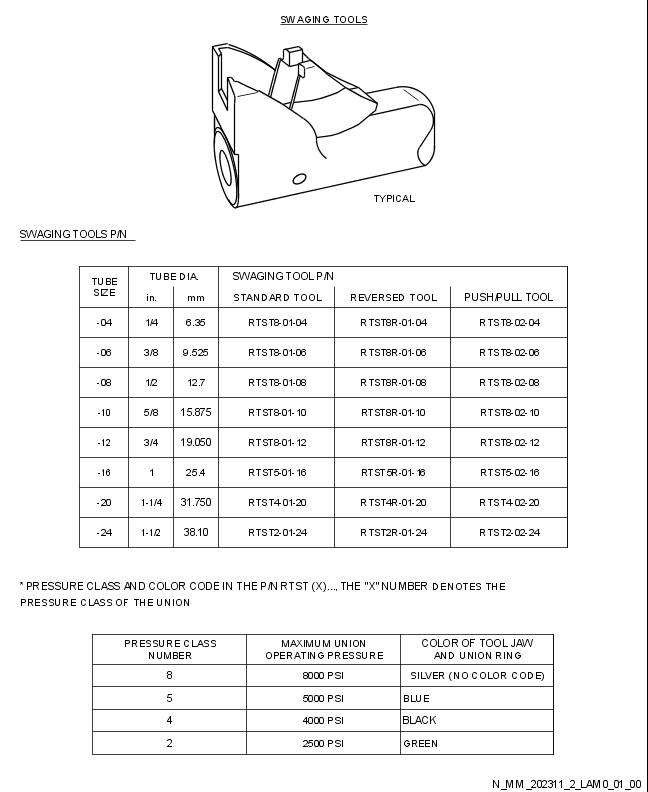 SWAGING TOOLS
TYPICAL
SWAGING TOOLS P/N
TUBE SIZE TUBE DIA. SWAGING TOOL P/N
in. mm STANDARD TOOL REVERSED TOOL PUSH/PULL TOOL
-04 1/4 6.35 RTST8-01-04 RTST8R-01-04 RTST8-02-04
-06 3/8 9.525 RTST8-01-06 RTST8R-01-06 RTST8-02-06
-08 1/2 12.7 RTST8-01-08 RTST8R-01-08 RTST8-02-08
-10 5/8 15.875 RTST8-01-10 RTST8R-01-10 RTST8-02-10
-12 3/4 19.050 RTST8-01-12 RTST8R-01-12 RTST8-02-12
-16 1 25.4 RTST5-01-16 RTST5R-01-16 RTST5-02-16
-20 1-1/4 31.750 RTST4-01-20 RTST4R-01-20 RTST4-02-20
-24 1-1/2 38.10 RTST2-01-24 RTST2R-01-24 RTST2-02-24
* PRESSURE CLASS AND COLOR CODE IN THE P/N RTST (X)..., THE "X" NUMBER DENOTES THE
PRESSURE CLASS OF THE UNION
PRESSURE CLASS MAXIMUM UNION COLOR OF TOOL JAW
NUMBER OPERATING PRESSURE AND UNION RING
8 8000 PSI SILVER (NO COLOR CODE)
5 5000 PSI BLUE
4 4000 PSI BLACK
2 2500 PSI GREEN
N_MM_202311_2_LAM0_01_00